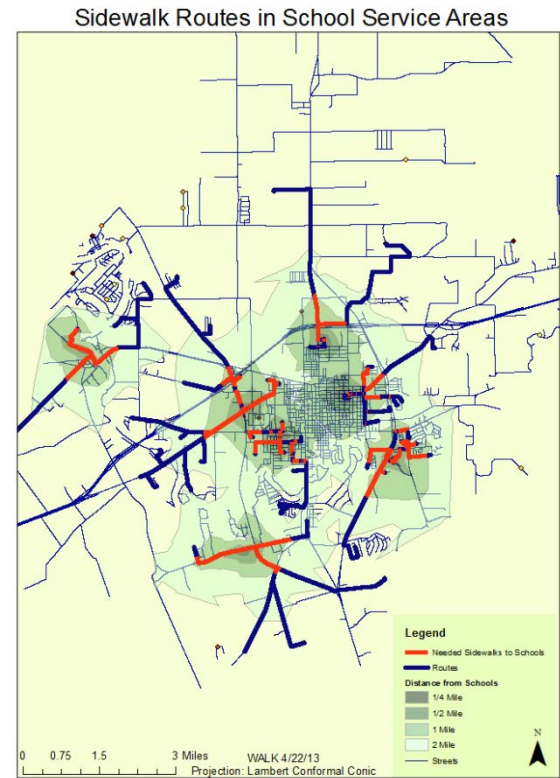 Sidewalk Routes in School Service Areas
Legend
Needed Sidewalks to Schools
Routes
Distance from Schools
1/4 Mile
1/2 Mile
1 Mile
2 Mile
Streets
N
0 0.75 1.5 3 Miles
WALK 4/22/13
Projection: Lambert Conformal Conic